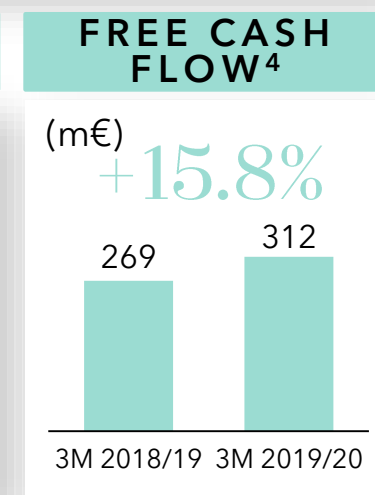 FREE CASH
FLOW⁴
(m€)
+15.8%
269
312
3M 2018/19 3M 2019/20